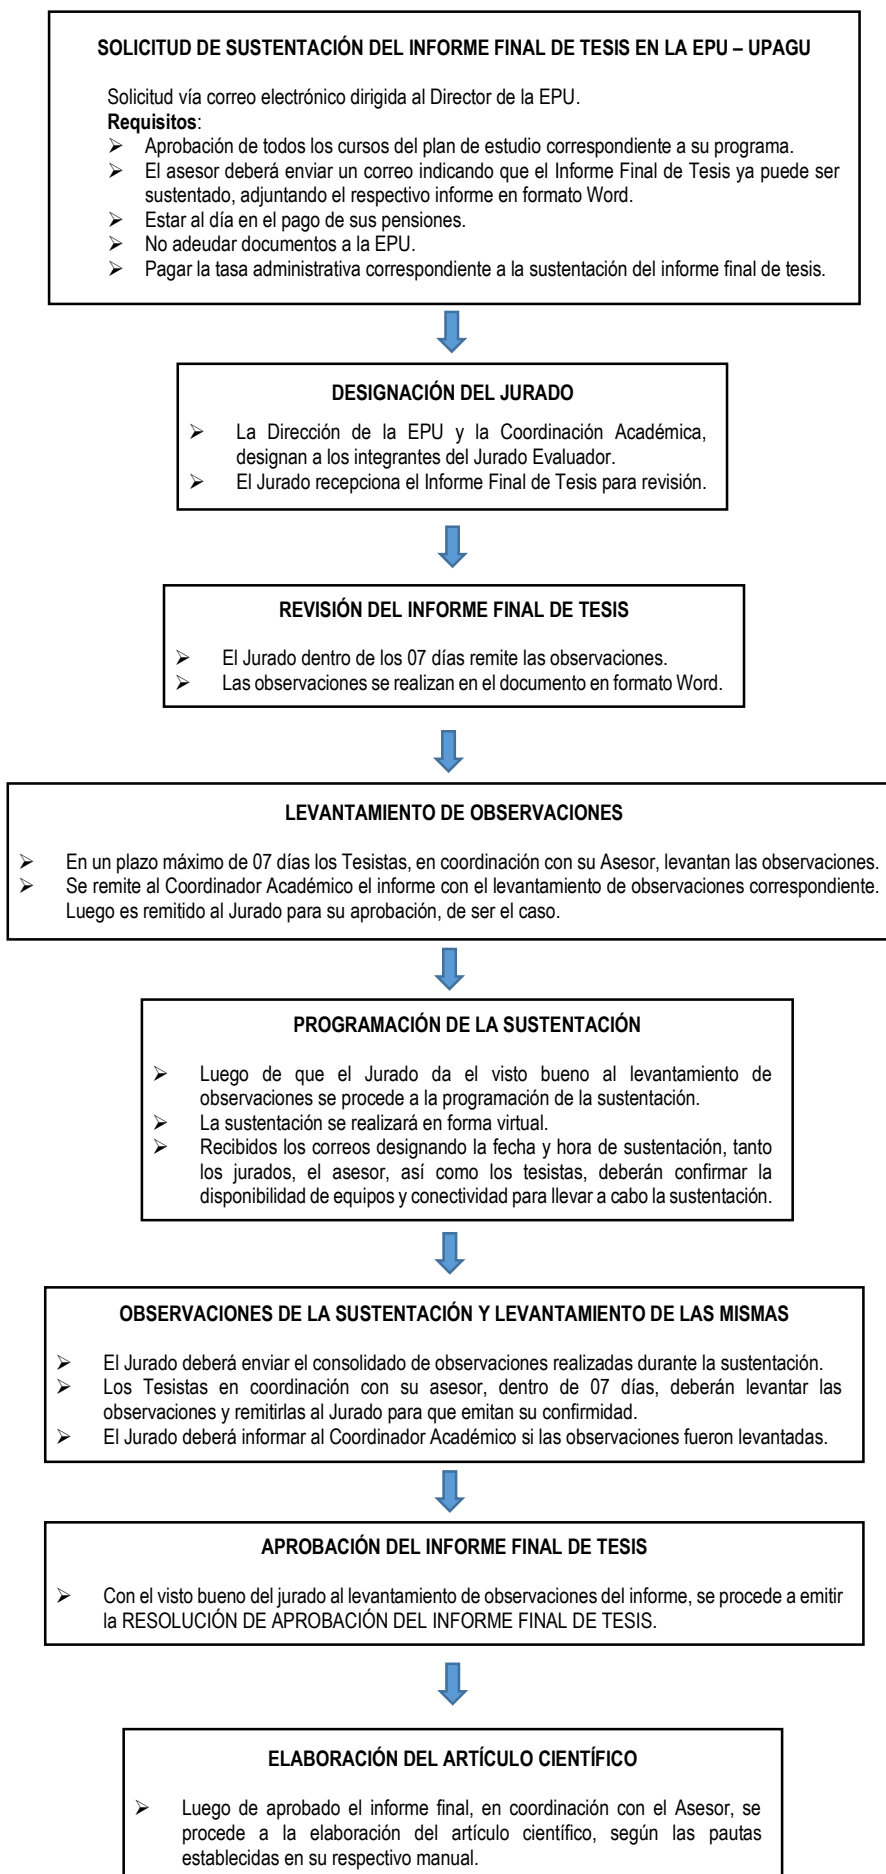 SOLICITUD DE SUSTENTACIÓN DEL INFORME FINAL DE TESIS EN LA EPU – UPAGU
Solicitud vía correo electrónico dirigida al Director de la EPU.
Requisitos:
➢ Aprobación de todos los cursos del plan de estudio correspondiente a su programa.
➢ El asesor deberá enviar un correo indicando que el Informe Final de Tesis ya puede ser
sustentado, adjuntando el respectivo informe en formato Word.
➢ Estar al día en el pago de sus pensiones.
➢ No adeudar documentos a la EPU.
➢ Pagar la tasa administrativa correspondiente a la sustentación del informe final de tesis.
DESIGNACIÓN DEL JURADO
➢ La Dirección de la EPU y la Coordinación Académica,
designan a los integrantes del Jurado Evaluador.
➢ El Jurado recepciona el Informe Final de Tesis para revisión.
REVISIÓN DEL INFORME FINAL DE TESIS
➢ El Jurado dentro de los 07 días remite las observaciones.
➢ Las observaciones se realizan en el documento en formato Word.
LEVANTAMIENTO DE OBSERVACIONES
➢ En un plazo máximo de 07 días los Tesistas, en coordinación con su Asesor, levantan las observaciones.
➢ Se remite al Coordinador Académico el informe con el levantamiento de observaciones correspondiente.
Luego es remitido al Jurado para su aprobación, de ser el caso.
PROGRAMACIÓN DE LA SUSTENTACIÓN
➢ Luego de que el Jurado da el visto bueno al levantamiento de
observaciones se procede a la programación de la sustentación.
➢ La sustentación se realizará en forma virtual.
➢ Recibidos los correos designando la fecha y hora de sustentación, tanto
los jurados, el asesor, así como los tesistas, deberán confirmar la
disponibilidad de equipos y conectividad para llevar a cabo la sustentación.
OBSERVACIONES DE LA SUSTENTACIÓN Y LEVANTAMIENTO DE LAS MISMAS
➢ El Jurado deberá enviar el consolidado de observaciones realizadas durante la sustentación.
➢ Los Tesistas en coordinación con su asesor, dentro de 07 días, deberán levantar las
observaciones y remitirlas al Jurado para que emitan su confirmidad.
➢ El Jurado deberá informar al Coordinador Académico si las observaciones fueron levantadas.
APROBACIÓN DEL INFORME FINAL DE TESIS
➢ Con el visto bueno del jurado al levantamiento de observaciones del informe, se procede a emitir
la RESOLUCIÓN DE APROBACIÓN DEL INFORME FINAL DE TESIS.
ELABORACIÓN DEL ARTÍCULO CIENTÍFICO
➢ Luego de aprobado el informe final, en coordinación con el Asesor, se
procede a la elaboración del artículo científico, según las pautas
establecidas en su respectivo manual.